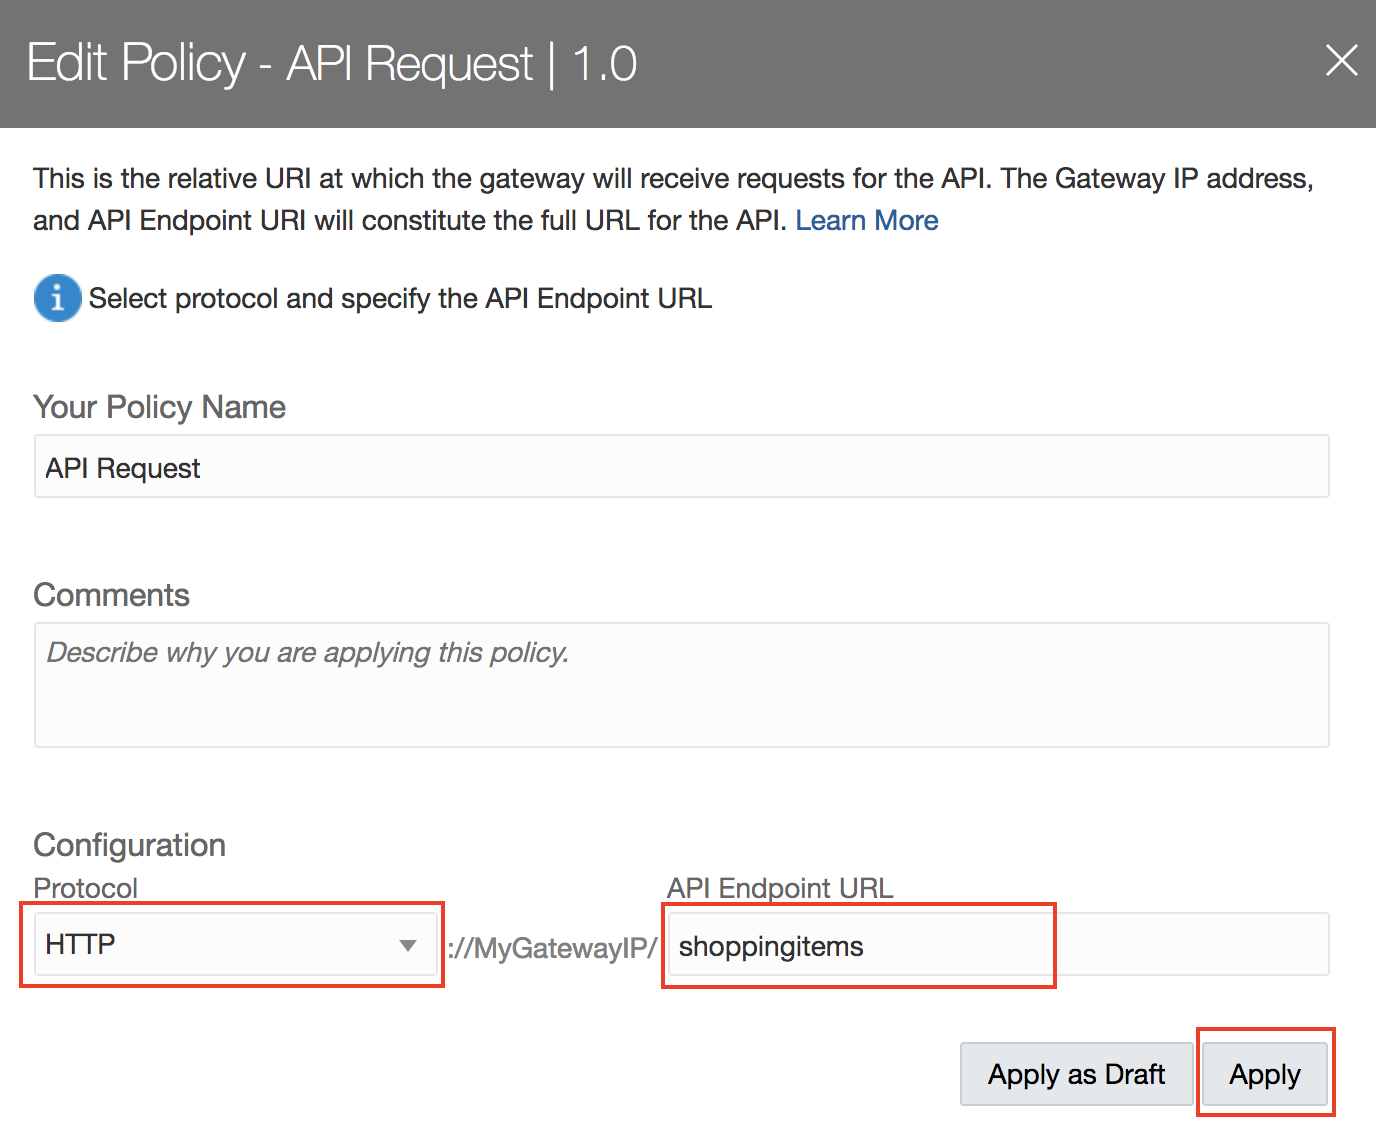 Edit Policy - API Request | 1.0
This is the relative URI at which the gateway will receive requests for the API. The Gateway IP address,
and API Endpoint URI will constitute the full URL for the API. Learn More
Select protocol and specify the API Endpoint URL
Your Policy Name
API Request
Comments
Describe why you are applying this policy.
Configuration
Protocol
API Endpoint URL
HTTP
://MyGatewayIP/
shoppingitems
Apply as Draft
Apply